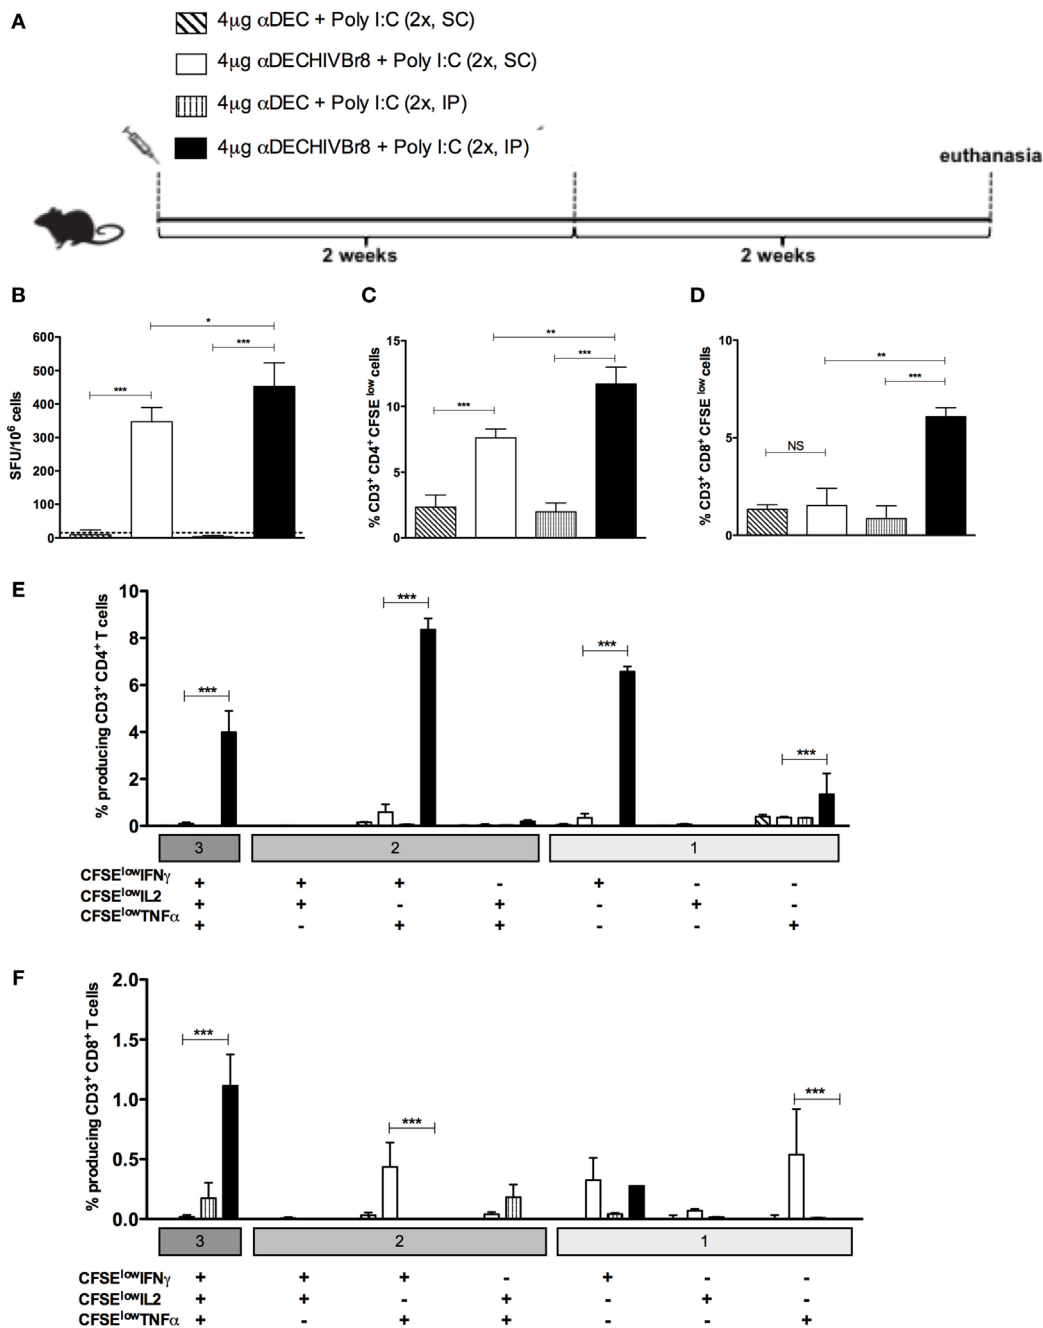 A
4µg αDEC + Poly I:C (2x, SC)
4µg αDECHIVBr8 + Poly I:C (2x, SC)
4µg αDEC + Poly I:C (2x, IP)
4µg αDECHIVBr8 + Poly I:C (2x, IP)
euthanasia
2 weeks
2 weeks
B
SFU/10⁶ cells
600
500
400
300
200
100
0
***
*
***
C
% CD3⁺ CD4⁺ CFSE ˡᵒʷ cells
15
10
5
0
***
**
***
D
% CD3⁺ CD8⁺ CFSE ˡᵒʷ cells
10
5
0
NS
**
***
E
% producing CD3⁺ CD4⁺ T cells
10
8
6
4
2
0
***
***
***
***
3 2 1
CFSEˡᵒʷIFNγ + + + - + - -
CFSEˡᵒʷIL2 + + - + - + -
CFSEˡᵒʷTNFα + - + + - - +
F
% producing CD3⁺ CD8⁺ T cells
2.0
1.5
1.0
0.5
0.0
***
***
***
3 2 1
CFSEˡᵒʷIFNγ + + + - + - -
CFSEˡᵒʷIL2 + + - + - + -
CFSEˡᵒʷTNFα + - + + - - +